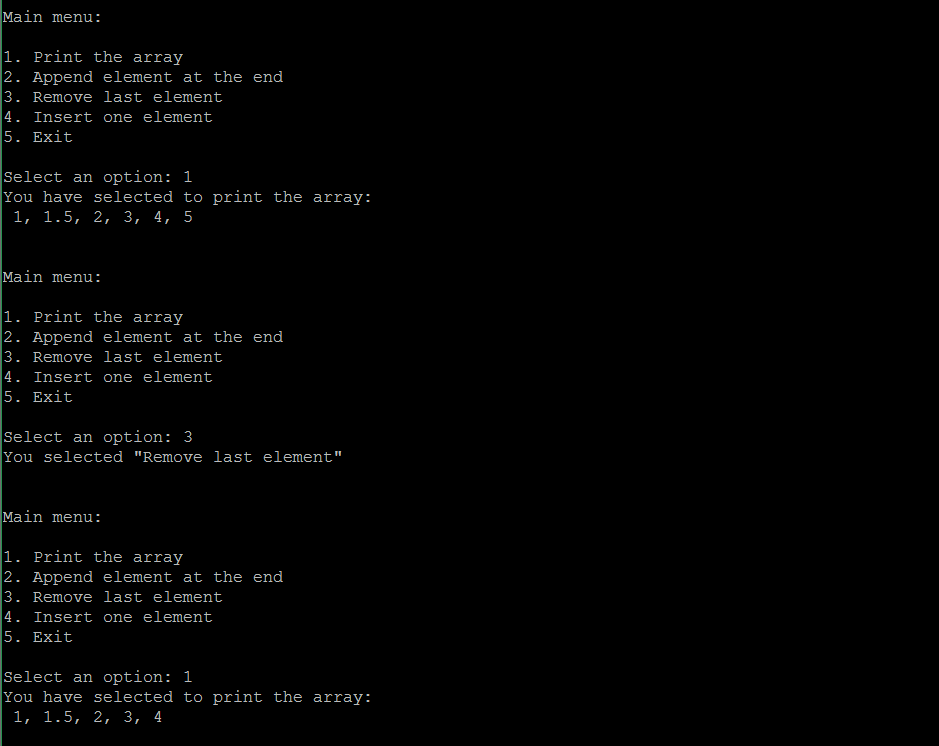 Main menu:
1. Print the array
2. Append element at the end
3. Remove last element
4. Insert one element
5. Exit
Select an option: 1
You have selected to print the array:
1, 1.5, 2, 3, 4, 5
Main menu:
1. Print the array
2. Append element at the end
3. Remove last element
4. Insert one element
5. Exit
Select an option: 3
You selected "Remove last element"
Main menu:
1. Print the array
2. Append element at the end
3. Remove last element
4. Insert one element
5. Exit
Select an option: 1
You have selected to print the array:
1, 1.5, 2, 3, 4